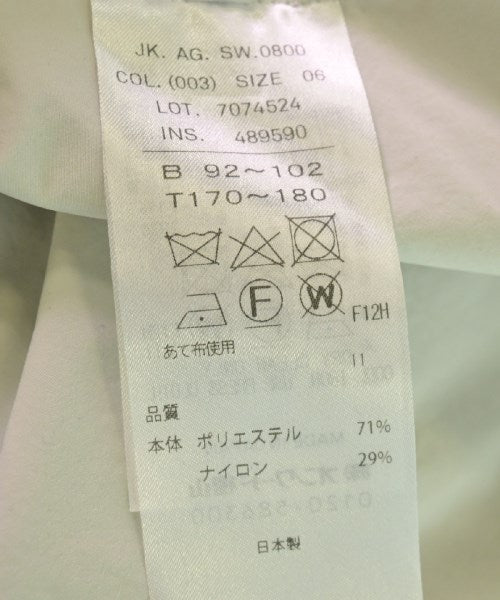 JK. AG. SW.0800
COL. (003) SIZE 06
LOT. 7074524
INS. 489590
B 92～102
T170～180
F
W
F12H
あて布使用
11
品質
本体 ポリエステル 71%
ナイロン 29%
日本製